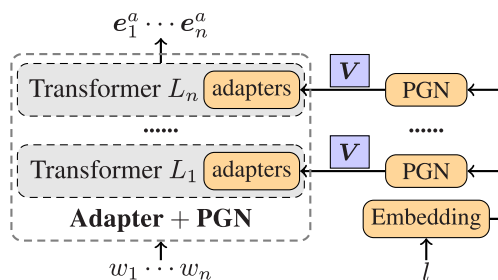 e₁ᵃ ⋯ eₙᵃ
Transformer Lₙ adapters V PGN
...... ......
Transformer L₁ adapters V PGN
Adapter + PGN Embedding
w₁ ⋯ wₙ l